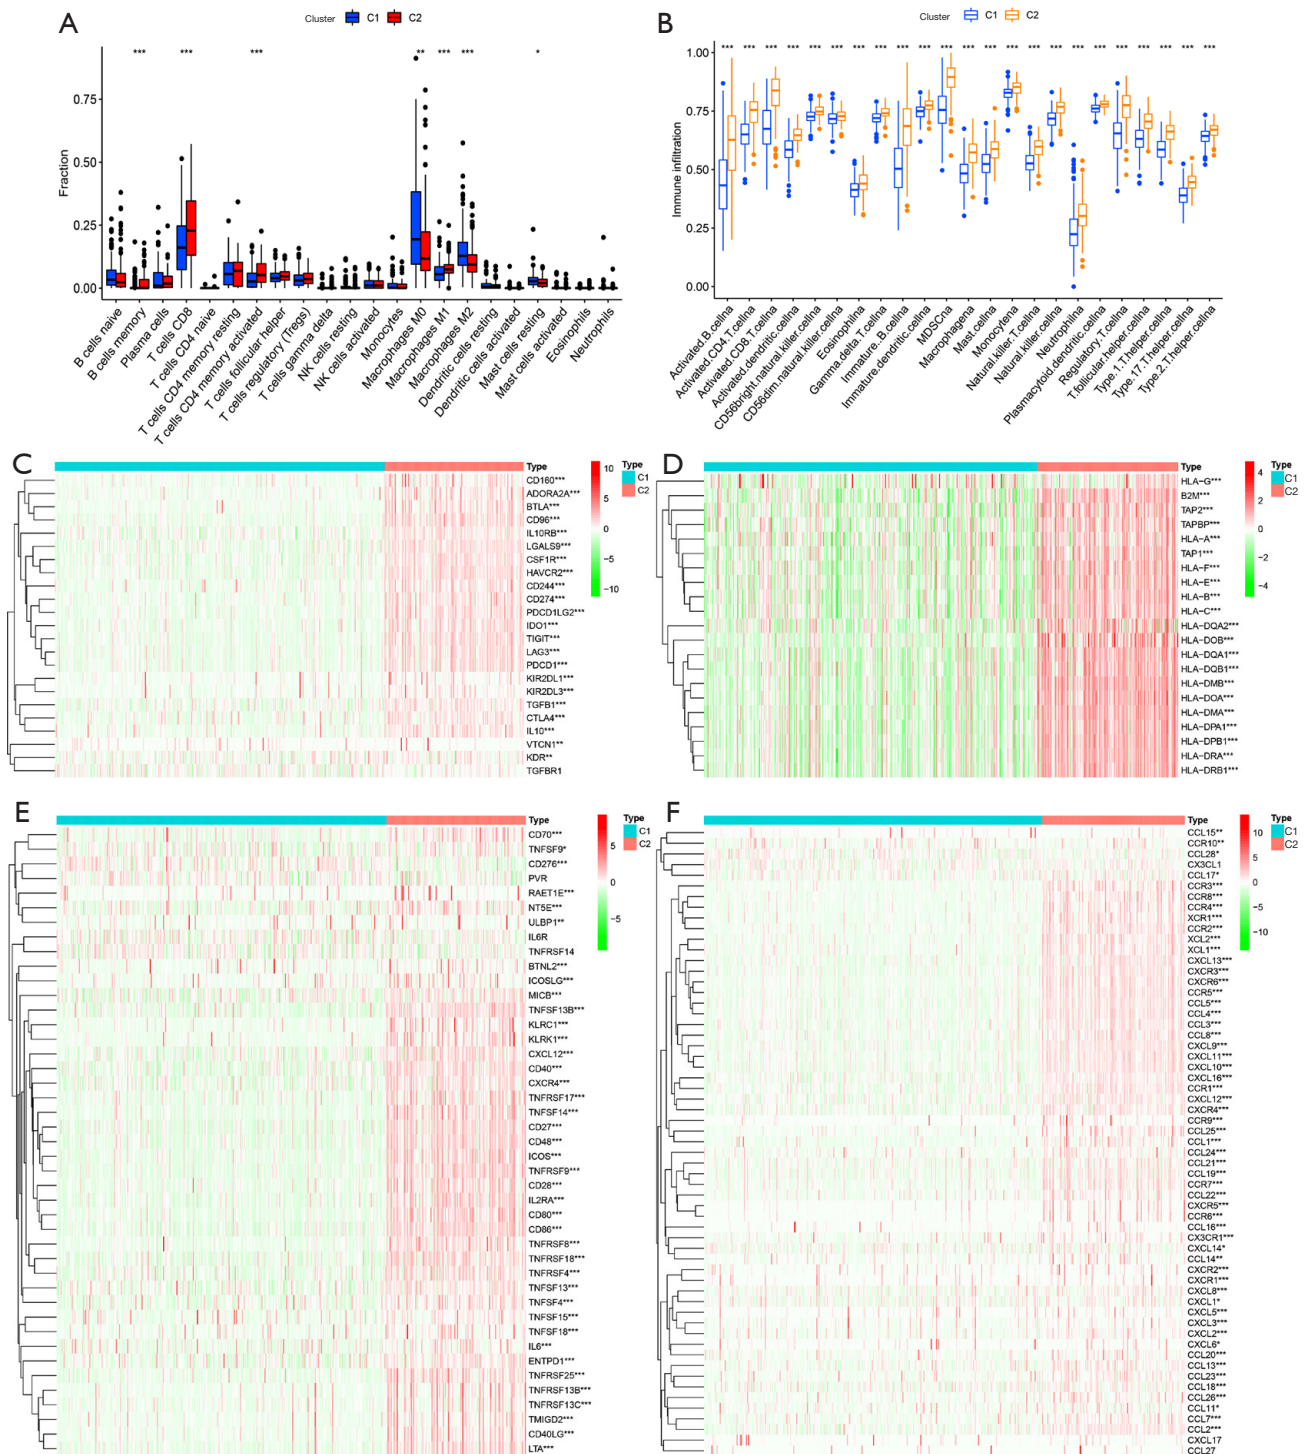 A
Cluster C1 C2
*** *** *** ** *** *** *
Fraction
0.75
0.50
0.25
0.00
B cells naive
B cells memory
Plasma cells
T cells CD8
T cells CD4 naive
T cells CD4 memory resting
T cells CD4 memory activated
T cells follicular helper
T cells regulatory (Tregs)
T cells gamma delta
NK cells resting
NK cells activated
Monocytes
Macrophages M0
Macrophages M1
Macrophages M2
Dendritic cells resting
Dendritic cells activated
Mast cells resting
Mast cells activated
Eosinophils
Neutrophils
B
Cluster C1 C2
*** *** *** *** *** *** *** *** *** *** *** *** *** *** *** *** *** *** *** *** *** *** ***
Immune infiltration
1.00
0.75
0.50
0.25
0.00
Activated.B.cellna
Activated.CD4.T.cellna
Activated.CD8.T.cellna
Activated.dendritic.cellna
CD56bright.natural.killer.cellna
CD56dim.natural.killer.cellna
Eosinophilna
Gamma.delta.T.cellna
Immature..B.cellna
Immature.dendritic.cellna
MDSCna
Macrophagena
Mast.cellna
Monocytena
Natural.killer.T.cellna
Natural.killer.cellna
Neutrophilna
Plasmacytoid.dendritic.cellna
Regulatory.T.cellna
T.follicular.helper.cellna
Type.1.T.helper.cellna
Type.17.T.helper.cellna
Type.2.T.helper.cellna
C
Type
CD160***
ADORA2A***
BTLA***
CD96***
IL10RB***
LGALS9***
CSF1R***
HAVCR2***
CD244***
CD274***
PDCD1LG2***
IDO1***
TIGIT***
LAG3***
PDCD1***
KIR2DL1***
KIR2DL3***
TGFB1***
CTLA4***
IL10***
VTCN1**
KDR**
TGFBR1
10
5
0
−5
−10
Type
C1
C2
D
Type
HLA−G***
B2M***
TAP2***
TAPBP***
HLA−A***
TAP1***
HLA−F***
HLA−E***
HLA−B***
HLA−C***
HLA−DQA2***
HLA−DOB***
HLA−DQA1***
HLA−DQB1***
HLA−DMB***
HLA−DOA***
HLA−DMA***
HLA−DPA1***
HLA−DPB1***
HLA−DRA***
HLA−DRB1***
4
2
0
−2
−4
Type
C1
C2
E
Type
CD70***
TNFSF9*
CD276***
PVR
RAET1E***
NT5E***
ULBP1**
IL6R
TNFRSF14
BTNL2***
ICOSLG***
MICB***
TNFSF13B***
KLRC1***
KLRK1***
CXCL12***
CD40***
CXCR4***
TNFRSF17***
TNFSF14***
CD27***
CD48***
ICOS***
TNFRSF9***
CD28***
IL2RA***
CD80***
CD86***
TNFRSF8***
TNFRSF18***
TNFRSF4***
TNFSF13***
TNFSF4***
TNFSF15***
TNFSF18***
IL6***
ENTPD1***
TNFRSF25***
TNFRSF13B***
TNFRSF13C***
TMIGD2***
CD40LG***
LTA***
5
0
−5
Type
C1
C2
F
Type
CCL15**
CCR10**
CCL28*
CX3CL1
CCL17*
CCR3***
CCR8***
CCR4***
XCR1***
CCR2***
XCL2***
XCL1***
CXCL13***
CXCR3***
CXCR6***
CCR5***
CCL5***
CCL4***
CCL3***
CCL8***
CXCL9***
CXCL11***
CXCL10***
CXCL16***
CCR1***
CXCL12***
CXCR4***
CCR9***
CCL25***
CCL1***
CCL24***
CCL21***
CCL19***
CCR7***
CCL22***
CXCR5***
CCR6***
CCL16***
CX3CR1***
CXCL14*
CCL14**
CXCR2***
CXCR1***
CXCL8***
CXCL1*
CXCL5***
CXCL3***
CXCL2***
CXCL6*
CCL20***
CCL13***
CCL23***
CCL18***
CCL26***
CCL11*
CCL7***
CCL2***
CXCL17
CCL27
10
5
0
−5
−10
Type
C1
C2